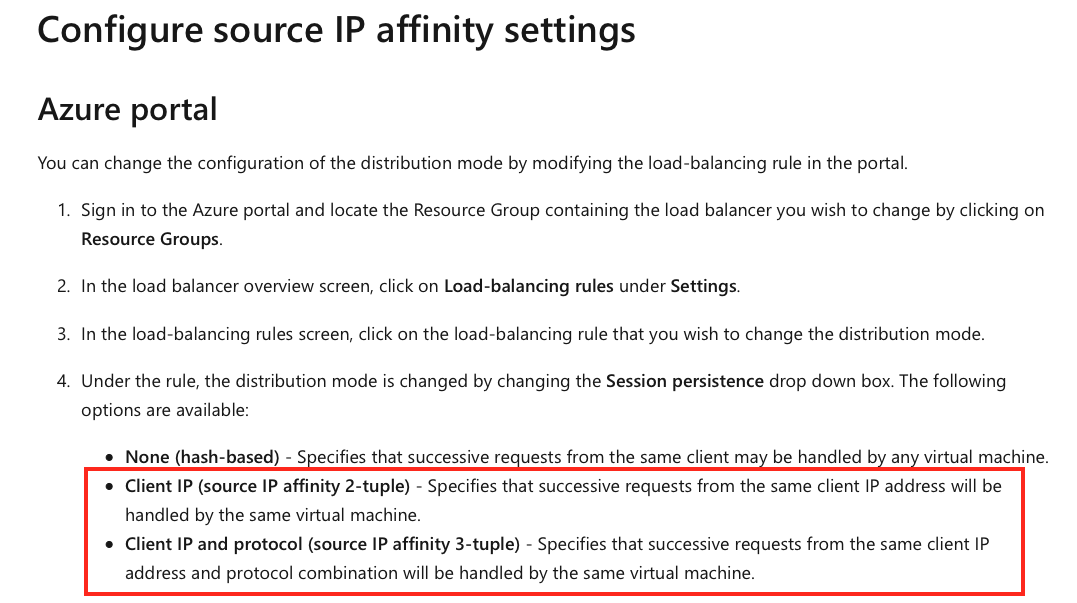 Configure source IP affinity settings
Azure portal
You can change the configuration of the distribution mode by modifying the load-balancing rule in the portal.
1. Sign in to the Azure portal and locate the Resource Group containing the load balancer you wish to change by clicking on
Resource Groups.
2. In the load balancer overview screen, click on Load-balancing rules under Settings.
3. In the load-balancing rules screen, click on the load-balancing rule that you wish to change the distribution mode.
4. Under the rule, the distribution mode is changed by changing the Session persistence drop down box. The following
options are available:
• None (hash-based) - Specifies that successive requests from the same client may be handled by any virtual machine.
• Client IP (source IP affinity 2-tuple) - Specifies that successive requests from the same client IP address will be
handled by the same virtual machine.
• Client IP and protocol (source IP affinity 3-tuple) - Specifies that successive requests from the same client IP
address and protocol combination will be handled by the same virtual machine.